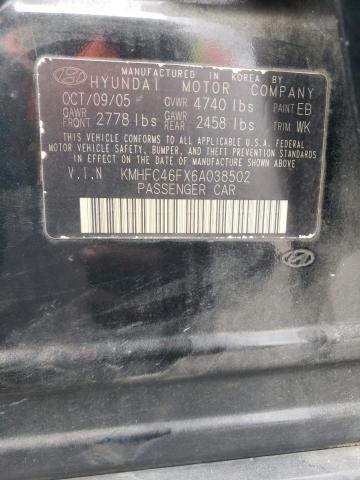 MANUFACTURED IN KOREA BY
HYUNDAI MOTOR COMPANY
OCT/09/05 GVWR 4740 lbs PAINT EB
GAWR FRONT 2778 lbs GAWR REAR 2458 lbs TRIM WK
THIS VEHICLE CONFORMS TO ALL APPLICABLE U.S. FEDERAL
MOTOR VEHICLE SAFETY, BUMPER, AND THEFT PREVENTION
STANDARDS IN EFFECT ON THE DATE OF MANUFACTURE SHOWN ABOVE.
V.I.N KMHFC46FX6A038502
PASSENGER CAR